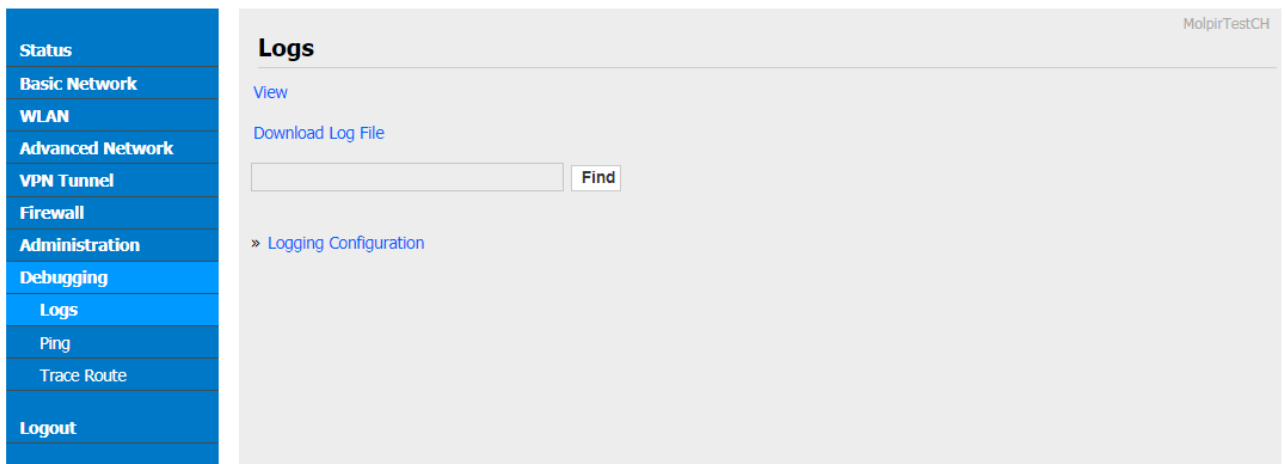 MolpirTestCH
Status
Basic Network
WLAN
Advanced Network
VPN Tunnel
Firewall
Administration
Debugging
Logs
Ping
Trace Route
Logout
Logs
View
Download Log File
Find
» Logging Configuration